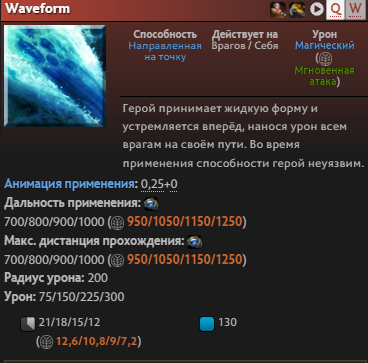 Waveform Q W
Способность Действует на Урон
Направленная Врагов / Себя Магический
на точку (
Мгновенная
атака)
Герой принимает жидкую форму и
устремляется вперёд, нанося урон всем
врагам на своём пути. Во время
применения способности герой неуязвим.
Анимация применения: 0,25+0
Дальность применения:
700/800/900/1000 ( 950/1050/1150/1250)
Макс. дистанция прохождения:
700/800/900/1000 ( 950/1050/1150/1250)
Радиус урона: 200
Урон: 75/150/225/300
21/18/15/12 130
( 12,6/10,8/9/7,2)